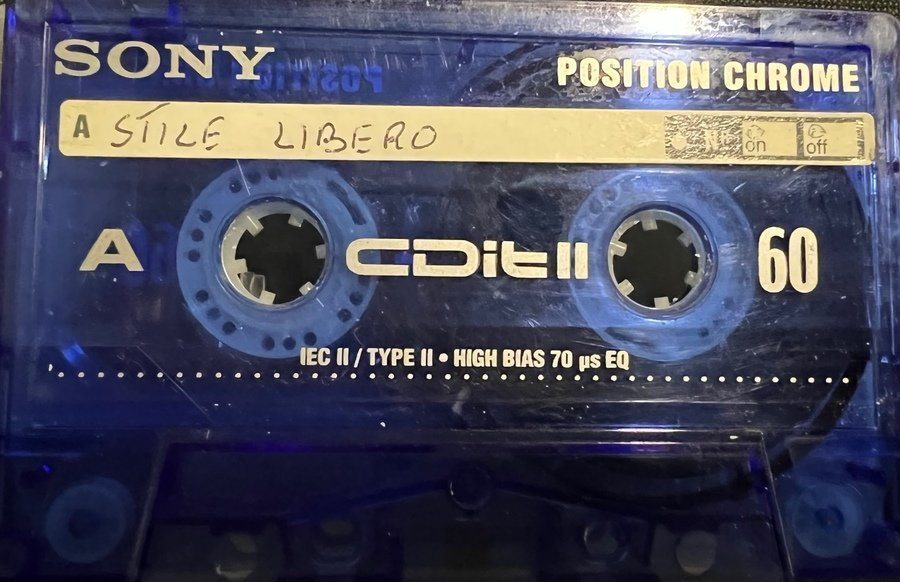 SONY
POSITION CHROME
A STILE LIBERO on off
A CDit II 60
IEC II / TYPE II • HIGH BIAS 70 µs EQ